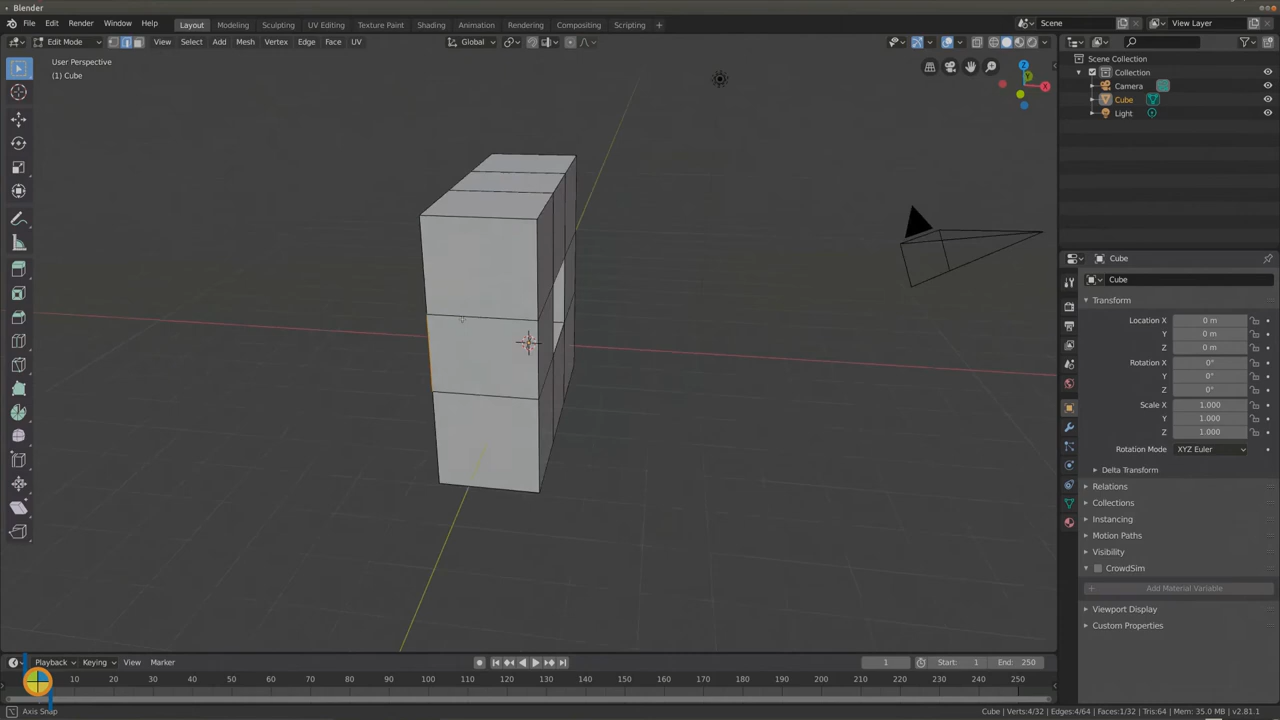 Blender
File Edit Render Window Help Layout Modeling Sculpting UV Editing Texture Paint Shading Animation Rendering Compositing Scripting + Scene View Layer
Edit Mode View Select Add Mesh Vertex Edge Face UV Global
User Perspective
(1) Cube
Z
Y
X
Scene Collection
Collection
Camera
Cube
Light
Cube
Cube
Transform
Location X 0 m
Y 0 m
Z 0 m
Rotation X 0°
Y 0°
Z 0°
Scale X 1.000
Y 1.000
Z 1.000
Rotation Mode XYZ Euler
Delta Transform
Relations
Collections
Instancing
Motion Paths
Visibility
CrowdSim
+ Add Material Variable
Viewport Display
Custom Properties
Playback Keying View Marker 1 Start: 1 End: 250
10 20 30 40 50 60 70 80 90 100 110 120 130 140 150 160 170 180 190 200 210 220 230 240 250
Axis Snap Cube | Verts:4/32 | Edges:4/64 | Faces:1/32 | Tris:64 | Mem: 35.0 MB | v2.81.1